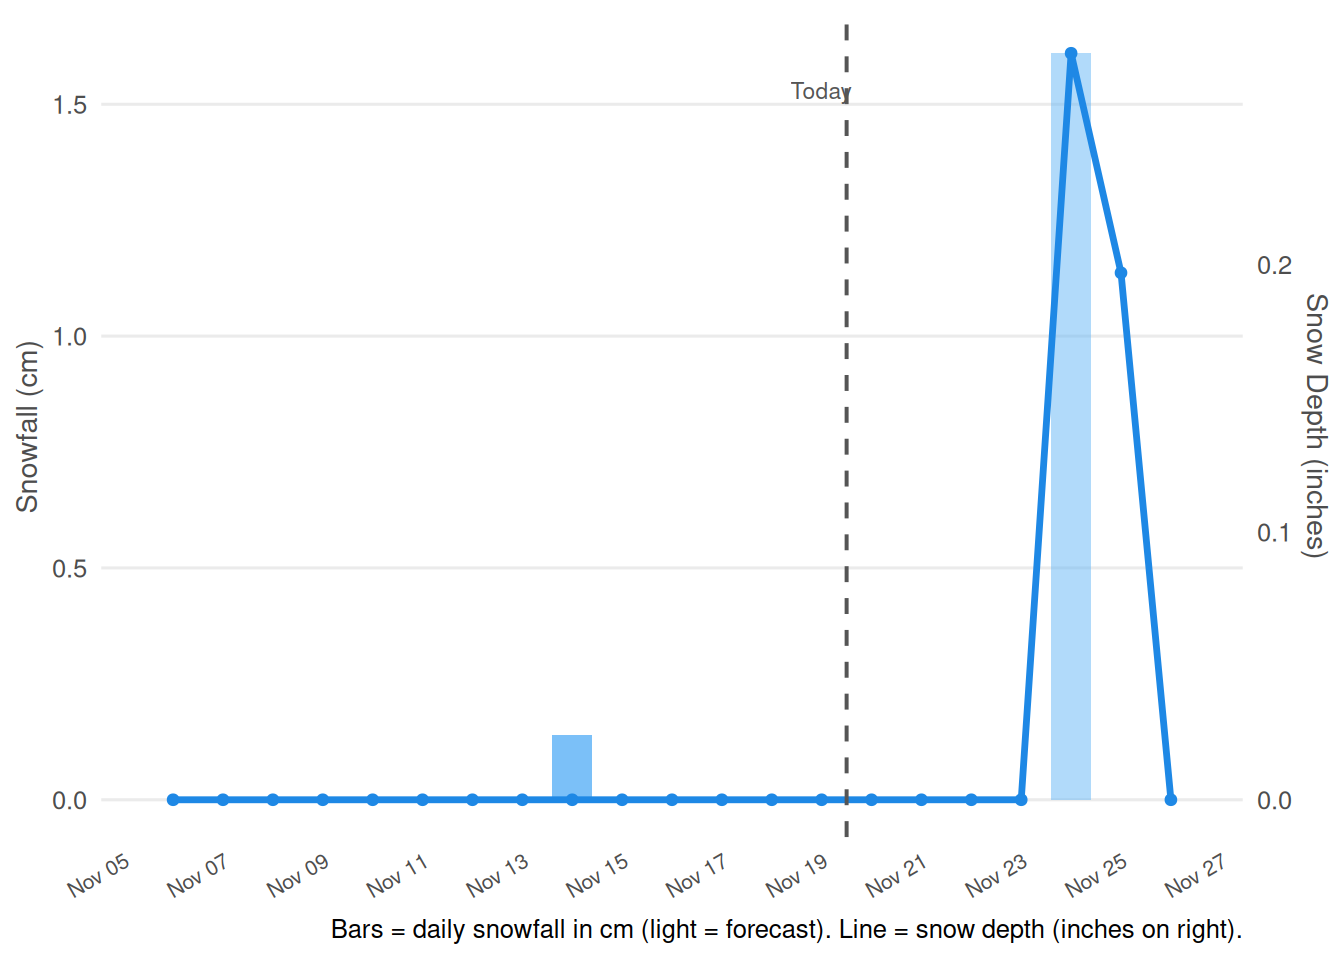 Today
1.5
1.0
0.5
0.0
Snowfall (cm)
0.2
0.1
0.0
Snow Depth (inches)
Nov 05
Nov 07
Nov 09
Nov 11
Nov 13
Nov 15
Nov 17
Nov 19
Nov 21
Nov 23
Nov 25
Nov 27
Bars = daily snowfall in cm (light = forecast). Line = snow depth (inches on right).